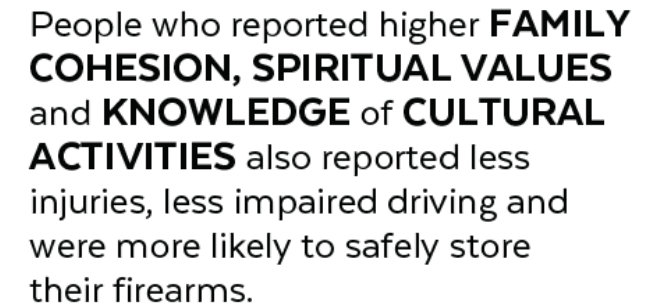 People who reported higher FAMILY
COHESION, SPIRITUAL VALUES
and KNOWLEDGE of CULTURAL
ACTIVITIES also reported less
injuries, less impaired driving and
were more likely to safely store
their firearms.